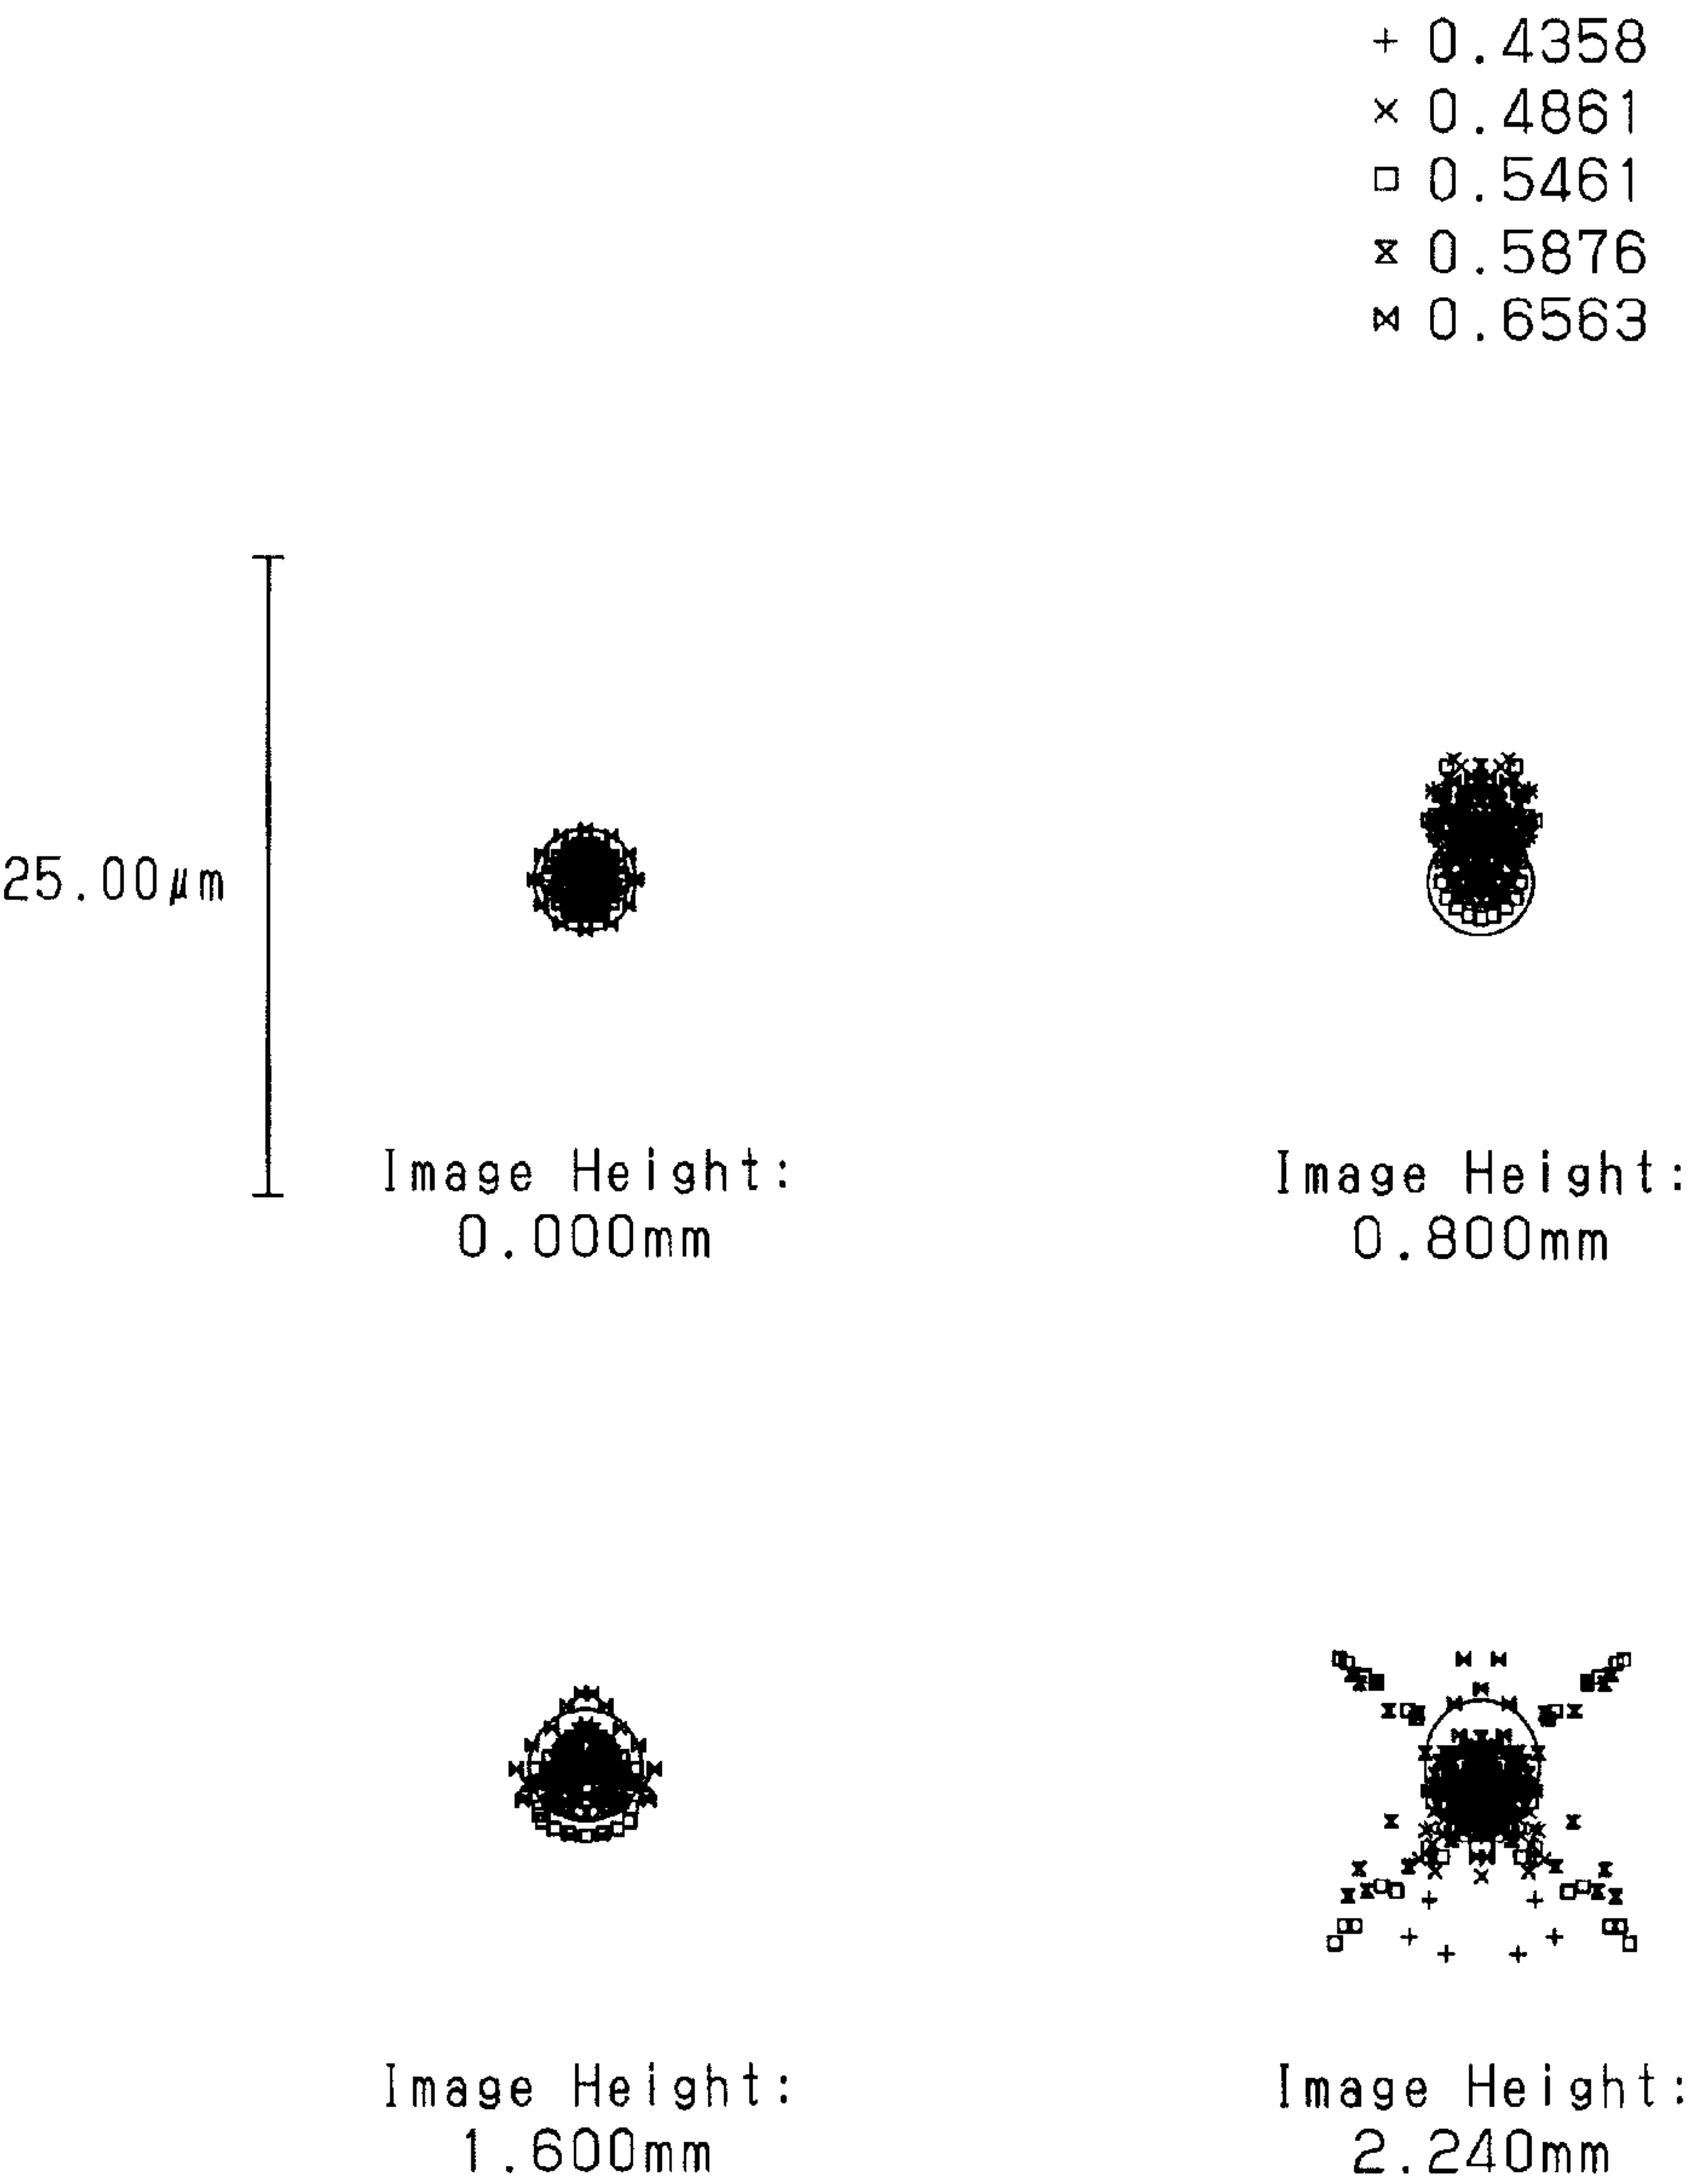 + 0.4358
× 0.4861
□ 0.5461
⧖ 0.5876
⋈ 0.6563
25.00μm
Image Height:
0.000mm
Image Height:
0.800mm
Image Height:
1.600mm
Image Height:
2.240mm